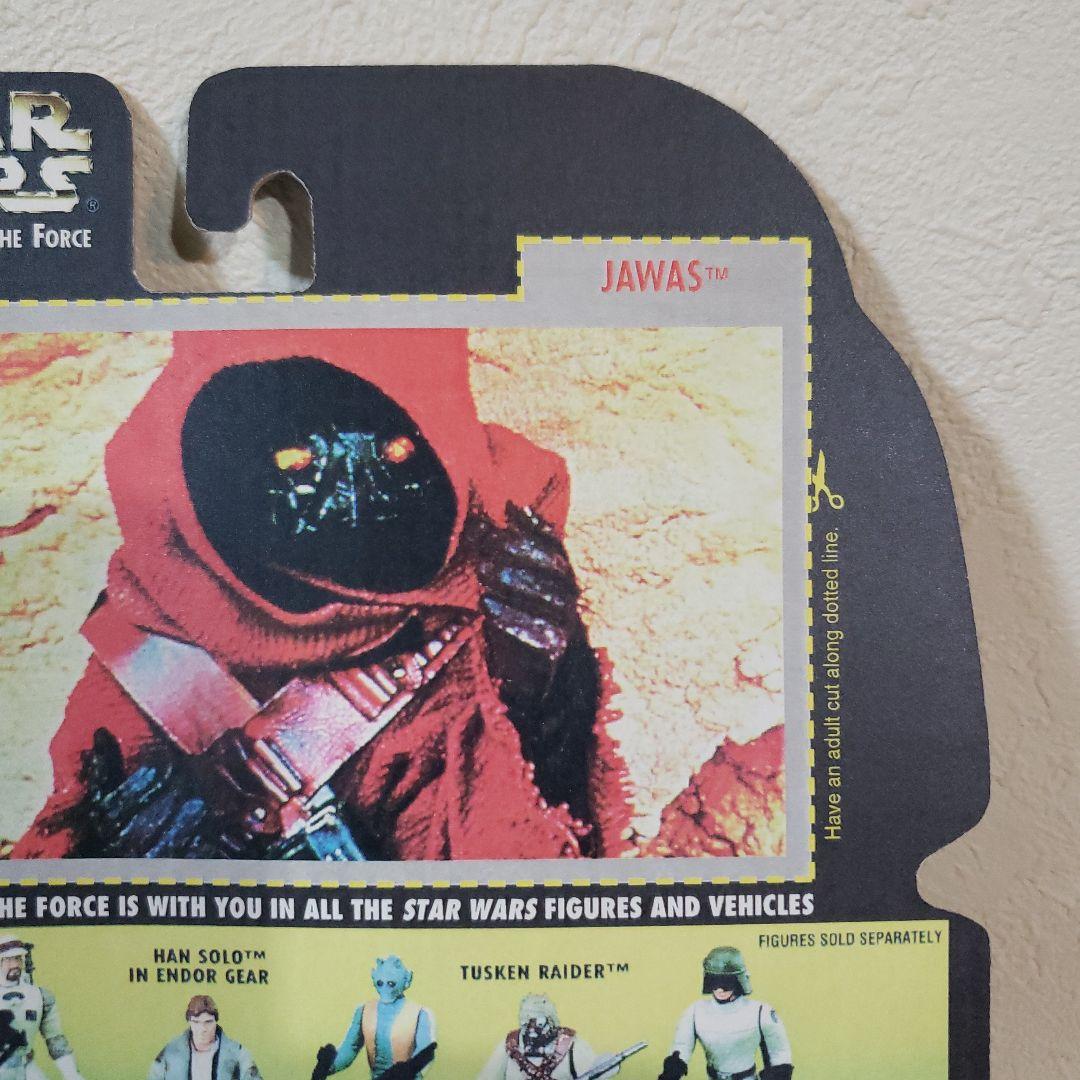 AR
RS®
HE FORCE
JAWAS™
Have an adult cut along dotted line.
HE FORCE IS WITH YOU IN ALL THE STAR WARS FIGURES AND VEHICLES
FIGURES SOLD SEPARATELY
HAN SOLO™
IN ENDOR GEAR
TUSKEN RAIDER™